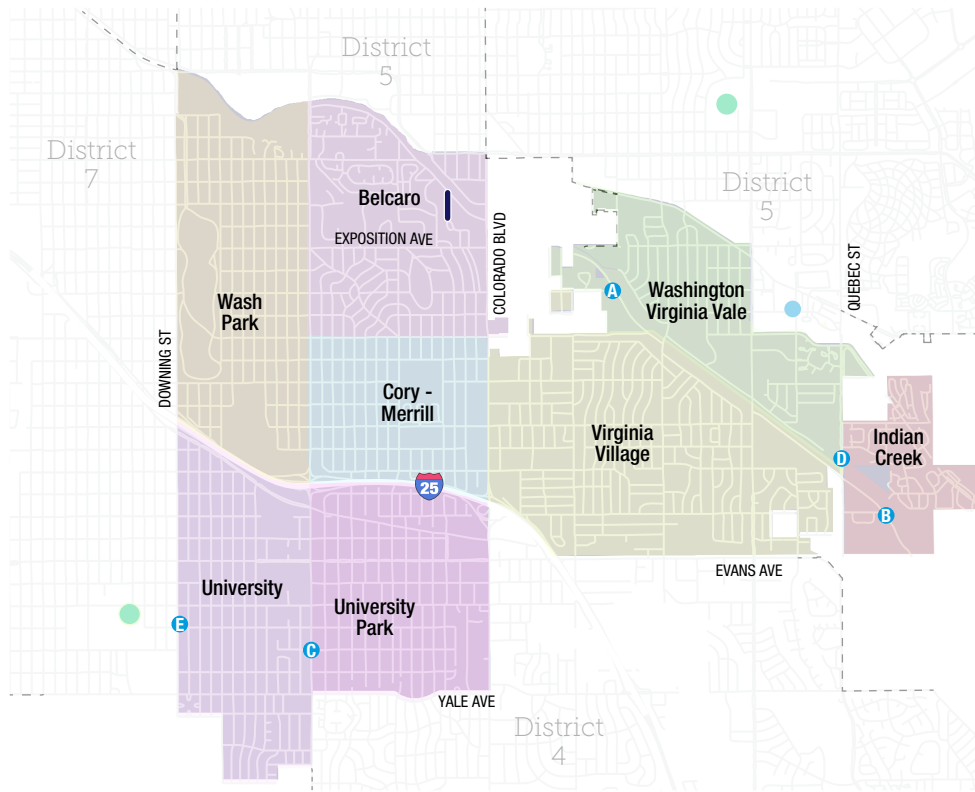 District
5
District
7
Belcaro
EXPOSITION AVE
COLORADO BLVD
District
5
QUEBEC ST
A
Washington
Virginia Vale
Wash
Park
DOWNING ST
Cory -
Merrill
Virginia
Village
Indian
Creek
D
25
B
EVANS AVE
University
University
Park
E
C
YALE AVE
District
4